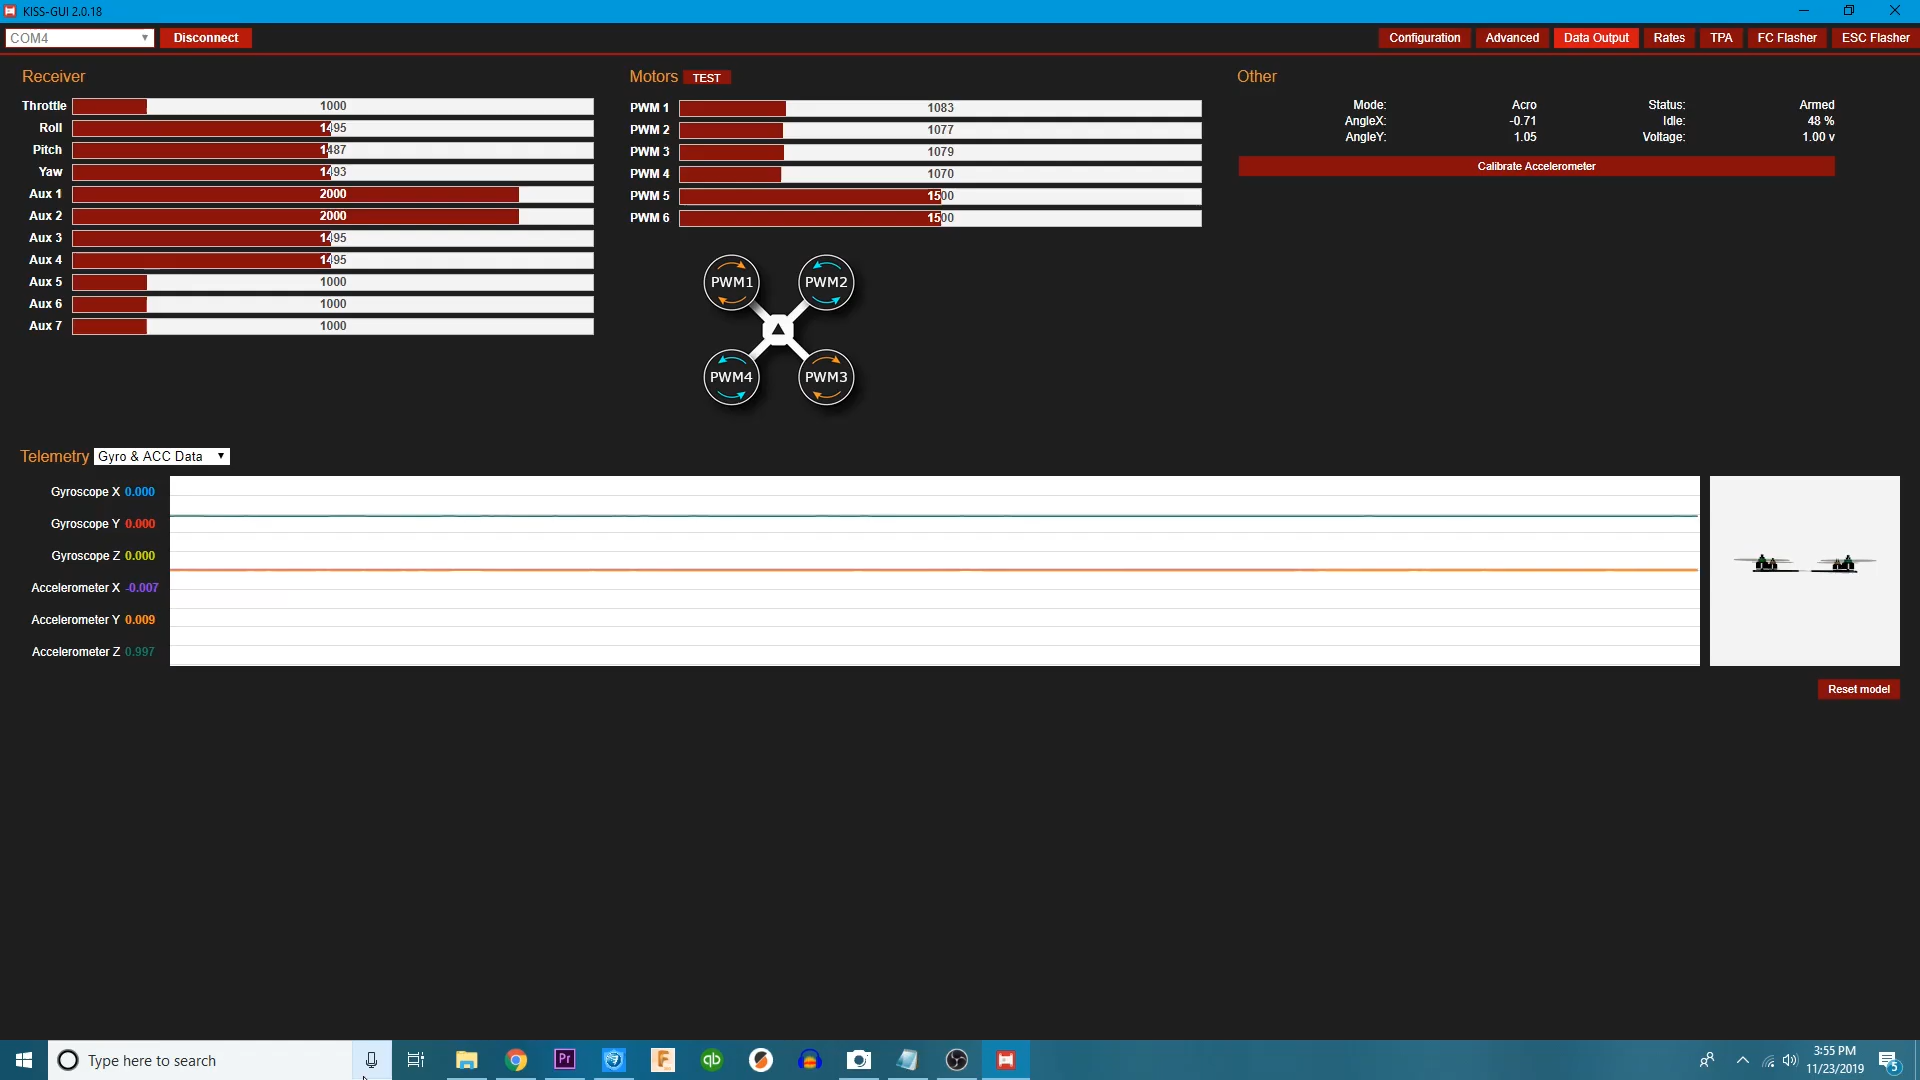 KISS-GUI 2.0.18
COM4 Disconnect Configuration Advanced Data Output Rates TPA FC Flasher ESC Flasher
Receiver
Throttle 1000
Roll 1495
Pitch 1487
Yaw 1493
Aux 1 2000
Aux 2 2000
Aux 3 1495
Aux 4 1495
Aux 5 1000
Aux 6 1000
Aux 7 1000
Motors TEST
PWM 1 1083
PWM 2 1077
PWM 3 1079
PWM 4 1070
PWM 5 1500
PWM 6 1500
PWM1 PWM2
PWM4 PWM3
Other
Mode: Acro Status: Armed
AngleX: -0.71 Idle: 48 %
AngleY: 1.05 Voltage: 1.00 v
Calibrate Accelerometer
Telemetry Gyro & ACC Data
Gyroscope X 0.000
Gyroscope Y 0.000
Gyroscope Z 0.000
Accelerometer X -0.007
Accelerometer Y 0.009
Accelerometer Z 0.997
Reset model
Type here to search
Pr
F
qb
3:55 PM
11/23/2019
5